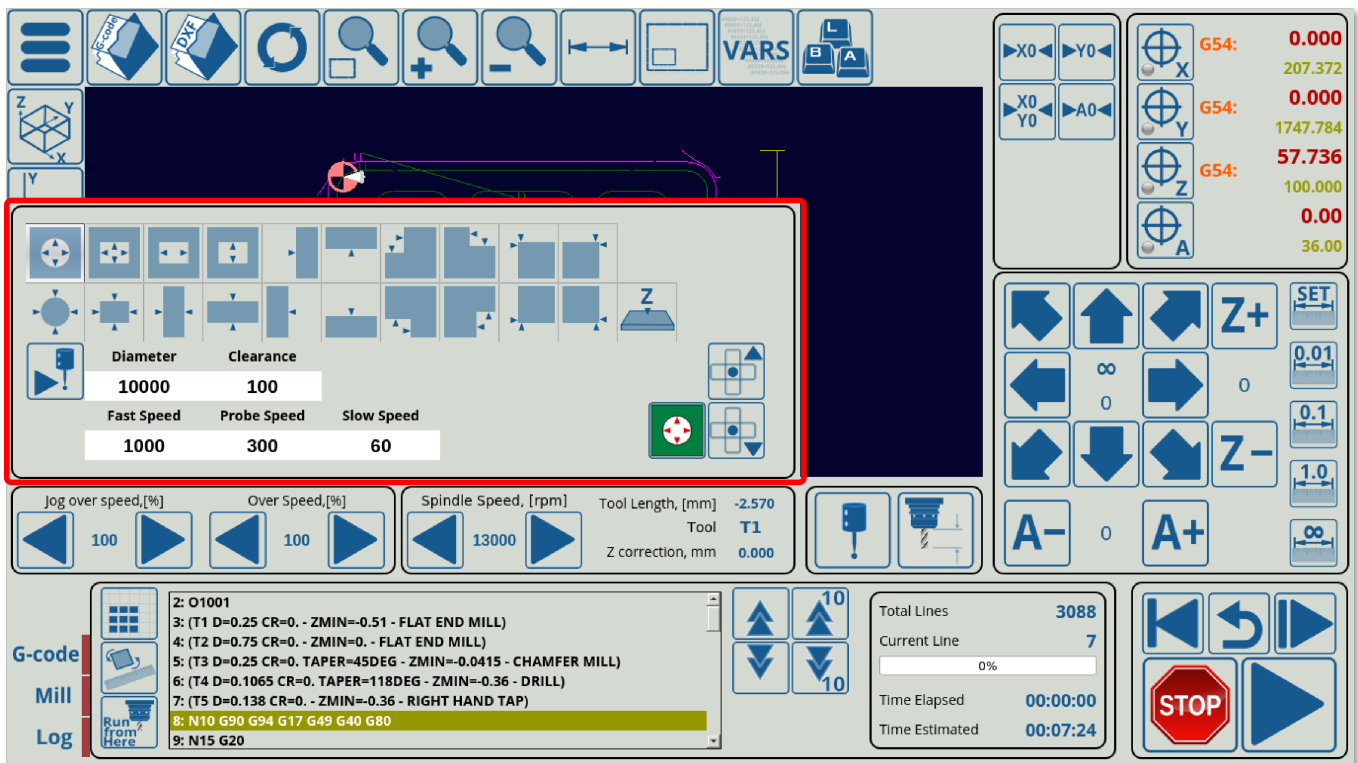 G-code
DXF
VARS
L
B
A
X0
Y0
X0
Y0
A0
X
G54:
0.000
207.372
Y
G54:
0.000
1747.784
Z
G54:
57.736
100.000
A
0.00
36.00
Z
Y
X
Y
Z
Diameter
Clearance
10000
100
Fast Speed
Probe Speed
Slow Speed
1000
300
60
Z+
∞
0
0
Z-
A-
0
A+
SET
0.01
0.1
1.0
∞
Jog over speed,[%]
100
Over Speed,[%]
100
Spindle Speed, [rpm]
13000
Tool Length, [mm]
-2.570
Tool
T1
Z correction, mm
0.000
G-code
Mill
Log
Run from Here
2: O1001
3: (T1 D=0.25 CR=0. - ZMIN=-0.51 - FLAT END MILL)
4: (T2 D=0.75 CR=0. - ZMIN=0. - FLAT END MILL)
5: (T3 D=0.25 CR=0. TAPER=45DEG - ZMIN=-0.0415 - CHAMFER MILL)
6: (T4 D=0.1065 CR=0. TAPER=118DEG - ZMIN=-0.36 - DRILL)
7: (T5 D=0.138 CR=0. - ZMIN=-0.36 - RIGHT HAND TAP)
8: N10 G90 G94 G17 G49 G40 G80
9: N15 G20
10
10
Total Lines
3088
Current Line
7
0%
Time Elapsed
00:00:00
Time Estimated
00:07:24
STOP